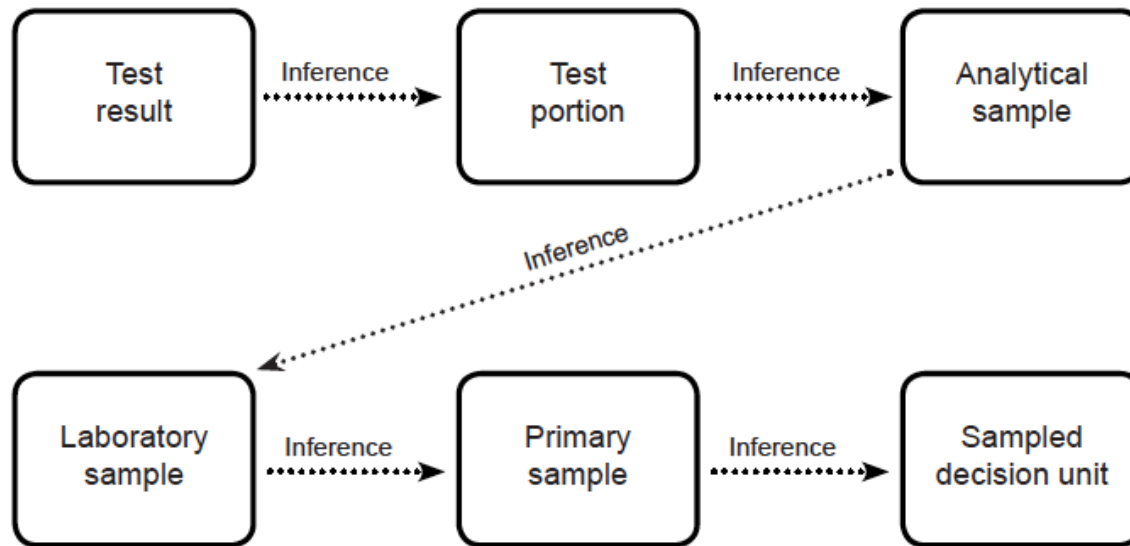 Test
result
Inference
Test
portion
Inference
Analytical
sample
Inference
Laboratory
sample
Inference
Primary
sample
Inference
Sampled
decision unit